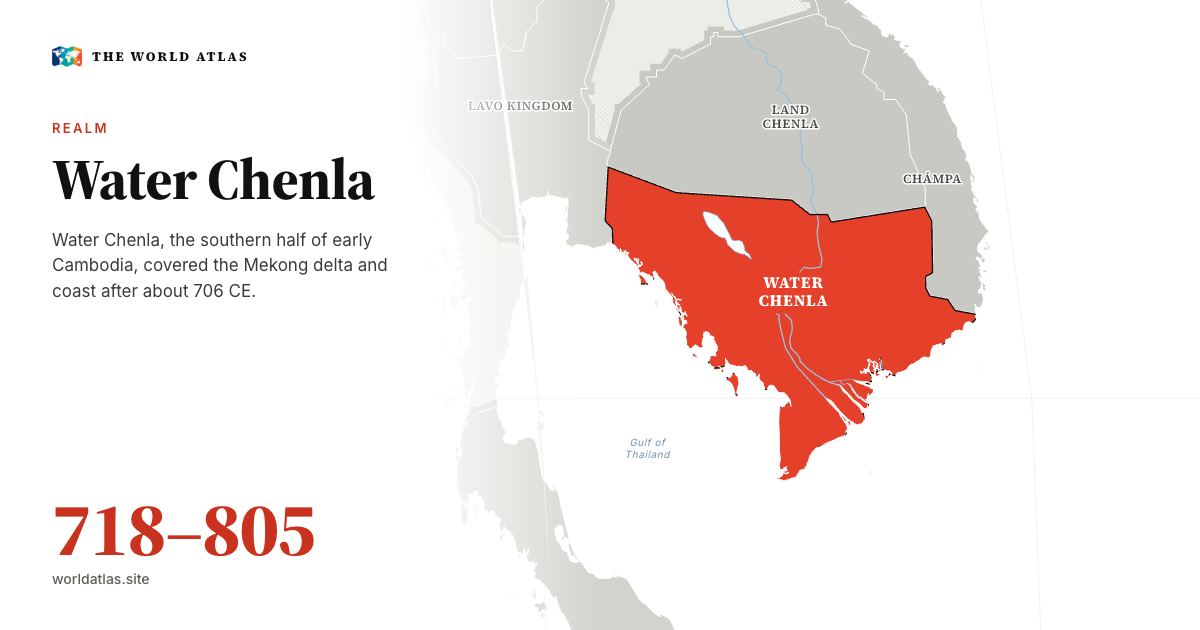 THE WORLD ATLAS
REALM
Water Chenla
Water Chenla, the southern half of early
Cambodia, covered the Mekong delta and
coast after about 706 CE.
718–805
worldatlas.site
LAVO KINGDOM
LAND
CHENLA
CHÁMPA
WATER
CHENLA
Gulf of
Thailand